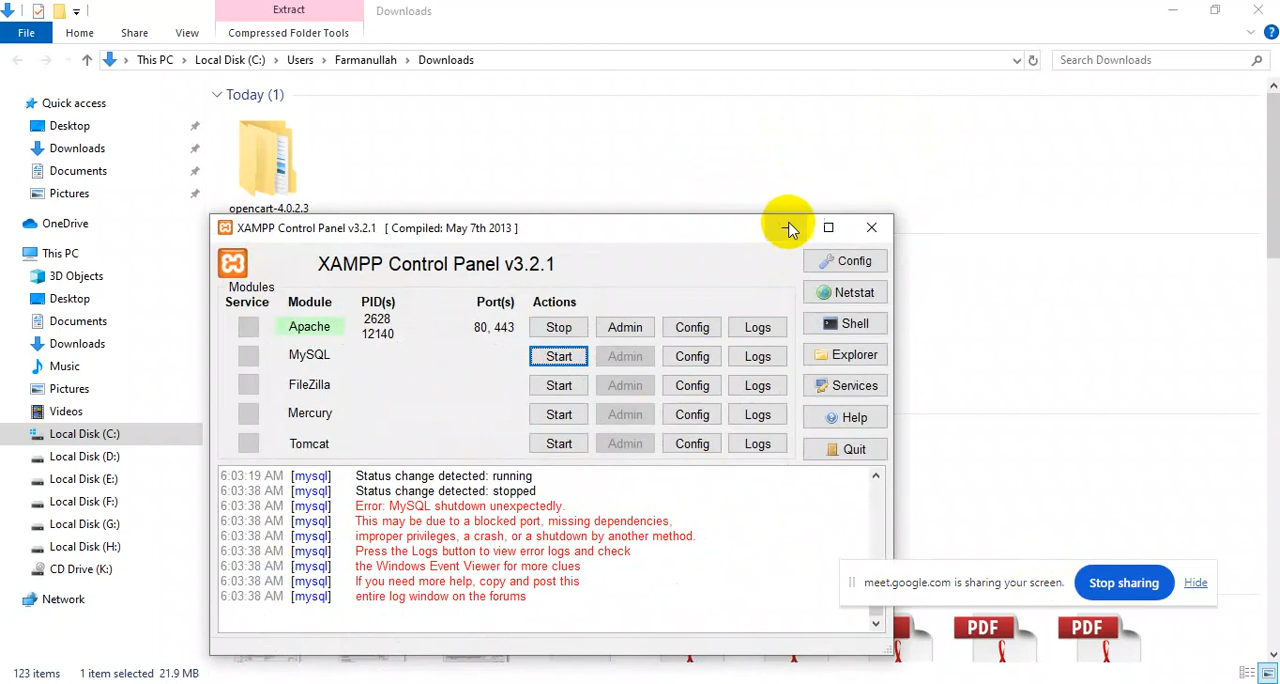 Extract
Downloads
File
Home
Share
View
Compressed Folder Tools
This PC
Local Disk (C:)
Users
Farmanullah
Downloads
Search Downloads
Quick access
Desktop
Downloads
Documents
Pictures
OneDrive
This PC
3D Objects
Desktop
Documents
Downloads
Music
Pictures
Videos
Local Disk (C:)
Local Disk (D:)
Local Disk (E:)
Local Disk (F:)
Local Disk (G:)
Local Disk (H:)
CD Drive (K:)
Network
Today (1)
opencart-4.0.2.3
XAMPP Control Panel v3.2.1 [ Compiled: May 7th 2013 ]
XAMPP Control Panel v3.2.1
Modules
Service Module PID(s) Port(s) Actions
Apache 2628 12140 80, 443 Stop Admin Config Logs
MySQL Start Admin Config Logs
FileZilla Start Admin Config Logs
Mercury Start Admin Config Logs
Tomcat Start Admin Config Logs
Config
Netstat
Shell
Explorer
Services
Help
Quit
6:03:19 AM [mysql] Status change detected: running
6:03:38 AM [mysql] Status change detected: stopped
6:03:38 AM [mysql] Error: MySQL shutdown unexpectedly.
6:03:38 AM [mysql] This may be due to a blocked port, missing dependencies,
6:03:38 AM [mysql] improper privileges, a crash, or a shutdown by another method.
6:03:38 AM [mysql] Press the Logs button to view error logs and check
6:03:38 AM [mysql] the Windows Event Viewer for more clues
6:03:38 AM [mysql] If you need more help, copy and post this
6:03:38 AM [mysql] entire log window on the forums
meet.google.com is sharing your screen.
Stop sharing
Hide
PDF
PDF
123 items 1 item selected 21.9 MB